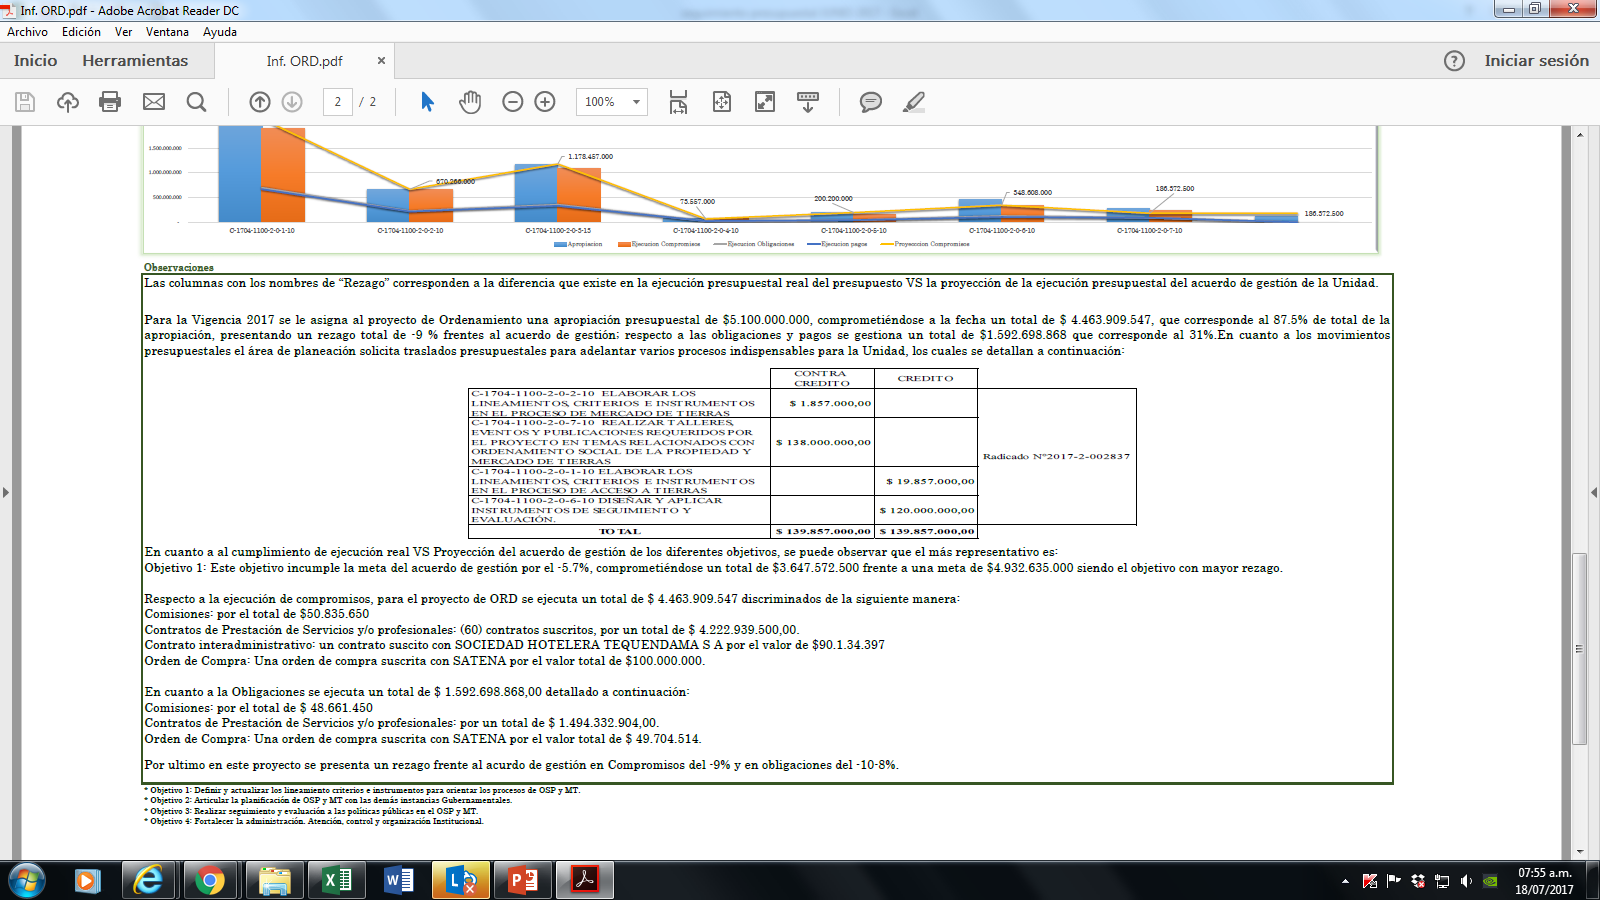 Inf. ORD.pdf - Adobe Acrobat Reader DC
Archivo Edición Ver Ventana Ayuda
Inicio Herramientas Inf. ORD.pdf × ? Iniciar sesión
2 / 2 100%
1.500.000.000
1.000.000.000
500.000.000
-
670.266.000
1.178.457.000
75.557.000
200.200.000
548.608.000
186.572.500
186.572.500
C-1704-1100-2-0-1-10 C-1704-1100-2-0-2-10 C-1704-1100-2-0-3-15 C-1704-1100-2-0-4-10 C-1704-1100-2-0-5-10 C-1704-1100-2-0-6-10 C-1704-1100-2-0-7-10
Apropiacion Ejecucion Compromisos Ejecucion Obligaciones Ejecucion pagos Proyeccion Compromisos
Observaciones
Las columnas con los nombres de “Rezago” corresponden a la diferencia que existe en la ejecución presupuestal real del presupuesto VS la proyección de la ejecución presupuestal del acuerdo de gestión de la Unidad.
Para la Vigencia 2017 se le asigna al proyecto de Ordenamiento una apropiación presupuestal de $5.100.000.000, comprometiéndose a la fecha un total de $ 4.463.909.547, que corresponde al 87.5% de total de la
apropiación, presentando un rezago total de -9 % frentes al acuerdo de gestión; respecto a las obligaciones y pagos se gestiona un total de $1.592.698.868 que corresponde al 31%.En cuanto a los movimientos
presupuestales el área de planeación solicita traslados presupuestales para adelantar varios procesos indispensables para la Unidad, los cuales se detallan a continuación:
CONTRA
CREDITO CREDITO
C-1704-1100-2-0-2-10 ELABORAR LOS
LINEAMIENTOS, CRITERIOS E INSTRUMENTOS
EN EL PROCESO DE MERCADO DE TIERRAS
$ 1.857.000,00
C-1704-1100-2-0-7-10 REALIZAR TALLERES,
EVENTOS Y PUBLICACIONES REQUERIDOS POR
EL PROYECTO EN TEMAS RELACIONADOS CON
ORDENAMIENTO SOCIAL DE LA PROPIEDAD Y
MERCADO DE TIERRAS
$ 138.000.000,00
Radicado N°2017-2-002837
C-1704-1100-2-0-1-10 ELABORAR LOS
LINEAMIENTOS, CRITERIOS E INSTRUMENTOS
EN EL PROCESO DE ACCESO A TIERRAS
$ 19.857.000,00
C-1704-1100-2-0-6-10 DISEÑAR Y APLICAR
INSTRUMENTOS DE SEGUIMIENTO Y
EVALUACIÓN.
$ 120.000.000,00
TOTAL $ 139.857.000,00 $ 139.857.000,00
En cuanto a al cumplimiento de ejecución real VS Proyección del acuerdo de gestión de los diferentes objetivos, se puede observar que el más representativo es:
Objetivo 1: Este objetivo incumple la meta del acuerdo de gestión por el -5.7%, comprometiéndose un total de $3.647.572.500 frente a una meta de $4.932.635.000 siendo el objetivo con mayor rezago.
Respecto a la ejecución de compromisos, para el proyecto de ORD se ejecuta un total de $ 4.463.909.547 discriminados de la siguiente manera:
Comisiones: por el total de $50.835.650
Contratos de Prestación de Servicios y/o profesionales: (60) contratos suscritos, por un total de $ 4.222.939.500,00.
Contrato interadministrativo: un contrato suscito con SOCIEDAD HOTELERA TEQUENDAMA S A por el valor de $90.1.34.397
Orden de Compra: Una orden de compra suscrita con SATENA por el valor total de $100.000.000.
En cuanto a la Obligaciones se ejecuta un total de $ 1.592.698.868,00 detallado a continuación:
Comisiones: por el total de $ 48.661.450
Contratos de Prestación de Servicios y/o profesionales: por un total de $ 1.494.332.904,00.
Orden de Compra: Una orden de compra suscrita con SATENA por el valor total de $ 49.704.514.
Por ultimo en este proyecto se presenta un rezago frente al acurdo de gestión en Compromisos del -9% y en obligaciones del -10-8%.
* Objetivo 1: Definir y actualizar los lineamiento criterios e instrumentos para orientar los procesos de OSP y MT.
* Objetivo 2: Articular la planificación de OSP y MT con las demás instancias Gubernamentales.
* Objetivo 3: Realizar seguimiento y evaluación a las políticas públicas en el OSP y MT.
* Objetivo 4: Fortalecer la administración. Atención, control y organización Institucional.
07:55 a.m.
18/07/2017